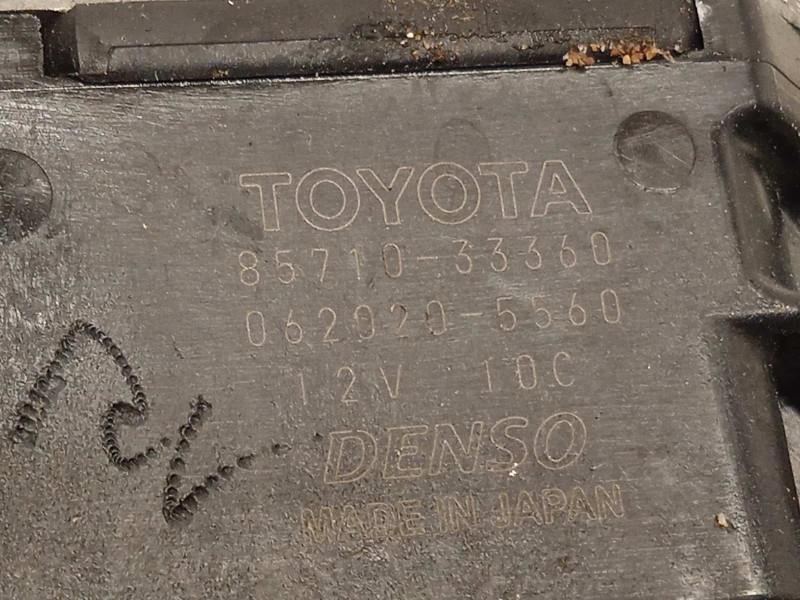 TOYOTA
85710-33360
062020-5560
12V 10C
DENSO
MADE IN JAPAN